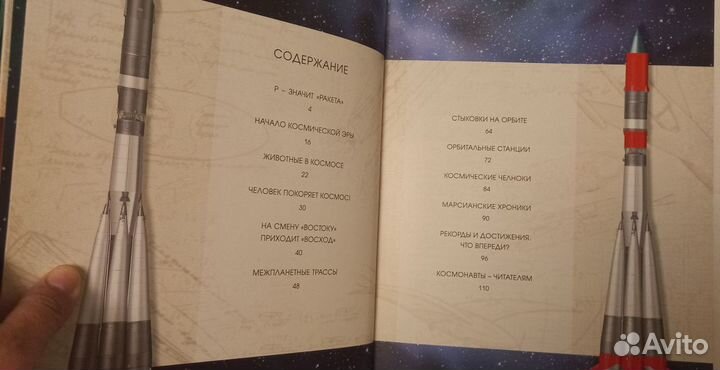 СОДЕРЖАНИЕ
Р – ЗНАЧИТ «РАКЕТА»
4
НАЧАЛО КОСМИЧЕСКОЙ ЭРЫ
16
ЖИВОТНЫЕ В КОСМОСЕ
22
ЧЕЛОВЕК ПОКОРЯЕТ КОСМОС!
30
НА СМЕНУ «ВОСТОКУ»
ПРИХОДИТ «ВОСХОД»
40
МЕЖПЛАНЕТНЫЕ ТРАССЫ
48
СТЫКОВКИ НА ОРБИТЕ
64
ОРБИТАЛЬНЫЕ СТАНЦИИ
72
КОСМИЧЕСКИЕ ЧЕЛНОКИ
84
МАРСИАНСКИЕ ХРОНИКИ
90
РЕКОРДЫ И ДОСТИЖЕНИЯ.
ЧТО ВПЕРЕДИ?
96
КОСМОНАВТЫ – ЧИТАТЕЛЯМ
110
Avito